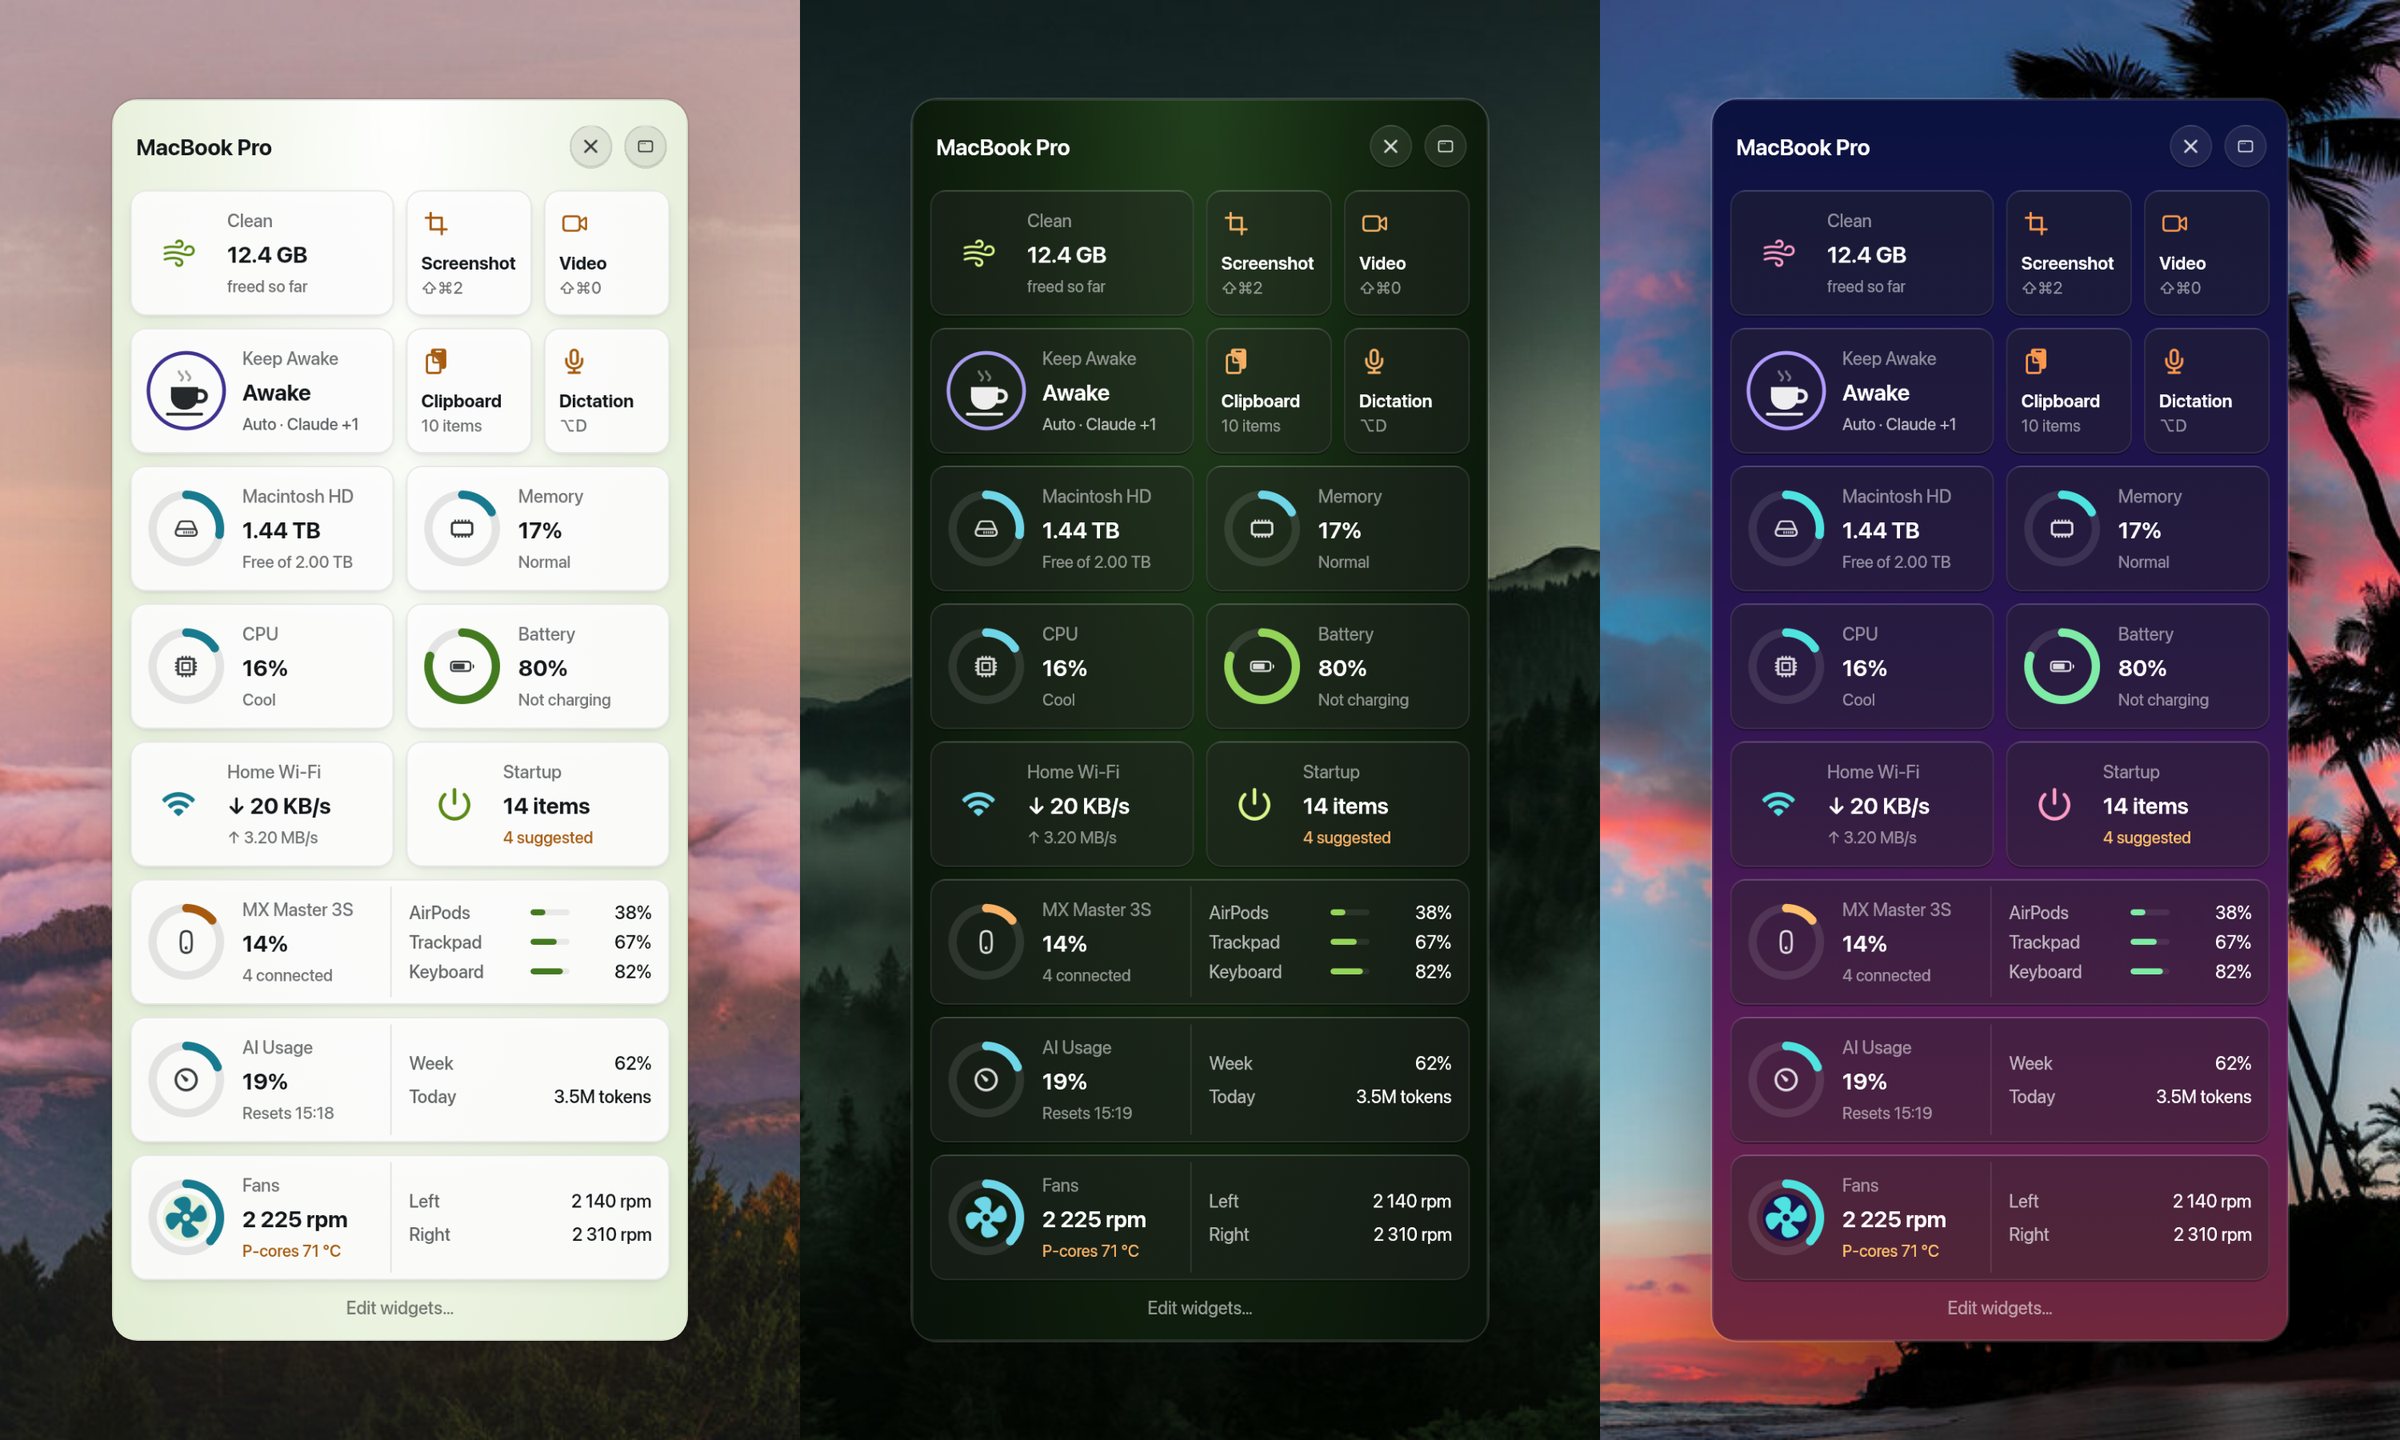 MacBook Pro
Clean
12.4 GB
freed so far
Screenshot
⇧⌘2
Video
⇧⌘0
Keep Awake
Awake
Auto · Claude +1
Clipboard
10 items
Dictation
⌥D
Macintosh HD
1.44 TB
Free of 2.00 TB
Memory
17%
Normal
CPU
16%
Cool
Battery
80%
Not charging
Home Wi-Fi
↓ 20 KB/s
↑ 3.20 MB/s
Startup
14 items
4 suggested
MX Master 3S
14%
4 connected
AirPods 38%
Trackpad 67%
Keyboard 82%
AI Usage
19%
Resets 15:18
Week 62%
Today 3.5M tokens
Fans
2 225 rpm
P-cores 71 °C
Left 2 140 rpm
Right 2 310 rpm
Edit widgets...
MacBook Pro
Clean
12.4 GB
freed so far
Screenshot
⇧⌘2
Video
⇧⌘0
Keep Awake
Awake
Auto · Claude +1
Clipboard
10 items
Dictation
⌥D
Macintosh HD
1.44 TB
Free of 2.00 TB
Memory
17%
Normal
CPU
16%
Cool
Battery
80%
Not charging
Home Wi-Fi
↓ 20 KB/s
↑ 3.20 MB/s
Startup
14 items
4 suggested
MX Master 3S
14%
4 connected
AirPods 38%
Trackpad 67%
Keyboard 82%
AI Usage
19%
Resets 15:19
Week 62%
Today 3.5M tokens
Fans
2 225 rpm
P-cores 71 °C
Left 2 140 rpm
Right 2 310 rpm
Edit widgets...
MacBook Pro
Clean
12.4 GB
freed so far
Screenshot
⇧⌘2
Video
⇧⌘0
Keep Awake
Awake
Auto · Claude +1
Clipboard
10 items
Dictation
⌥D
Macintosh HD
1.44 TB
Free of 2.00 TB
Memory
17%
Normal
CPU
16%
Cool
Battery
80%
Not charging
Home Wi-Fi
↓ 20 KB/s
↑ 3.20 MB/s
Startup
14 items
4 suggested
MX Master 3S
14%
4 connected
AirPods 38%
Trackpad 67%
Keyboard 82%
AI Usage
19%
Resets 15:19
Week 62%
Today 3.5M tokens
Fans
2 225 rpm
P-cores 71 °C
Left 2 140 rpm
Right 2 310 rpm
Edit widgets...